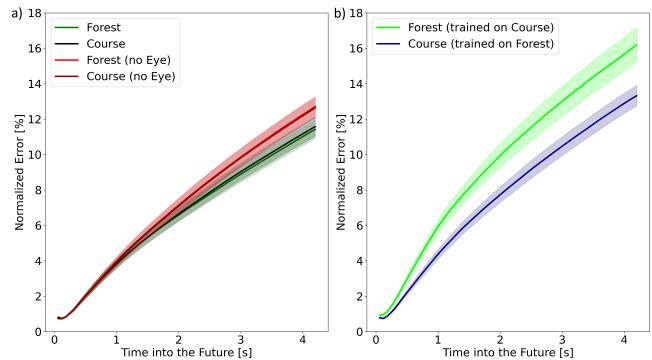 a)
18
16
14
12
10
8
6
4
2
0
Normalized Error [%]
Forest
Course
Forest (no Eye)
Course (no Eye)
0
1
2
3
4
Time into the Future [s]
b)
18
16
14
12
10
8
6
4
2
0
Normalized Error [%]
Forest (trained on Course)
Course (trained on Forest)
0
1
2
3
4
Time into the Future [s]